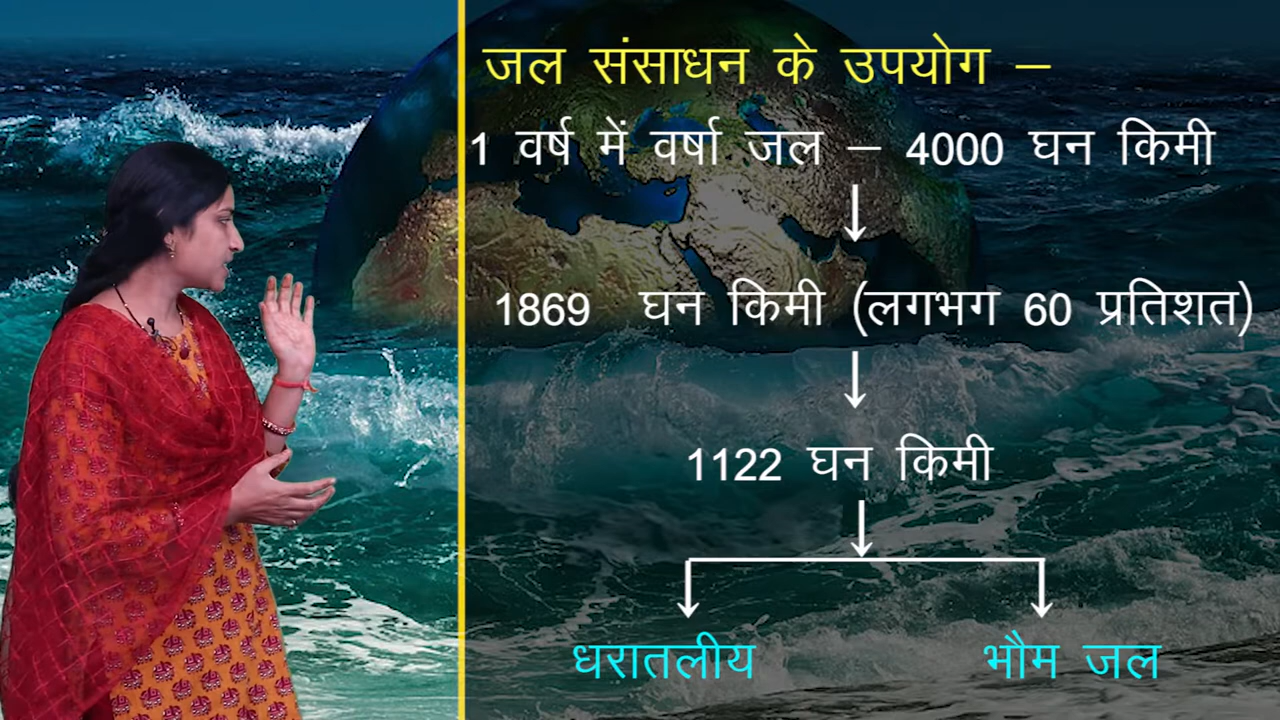 जल संसाधन के उपयोग –
1 वर्ष में वर्षा जल – 4000 घन किमी
1869 घन किमी (लगभग 60 प्रतिशत)
1122 घन किमी
धरातलीय भौम जल